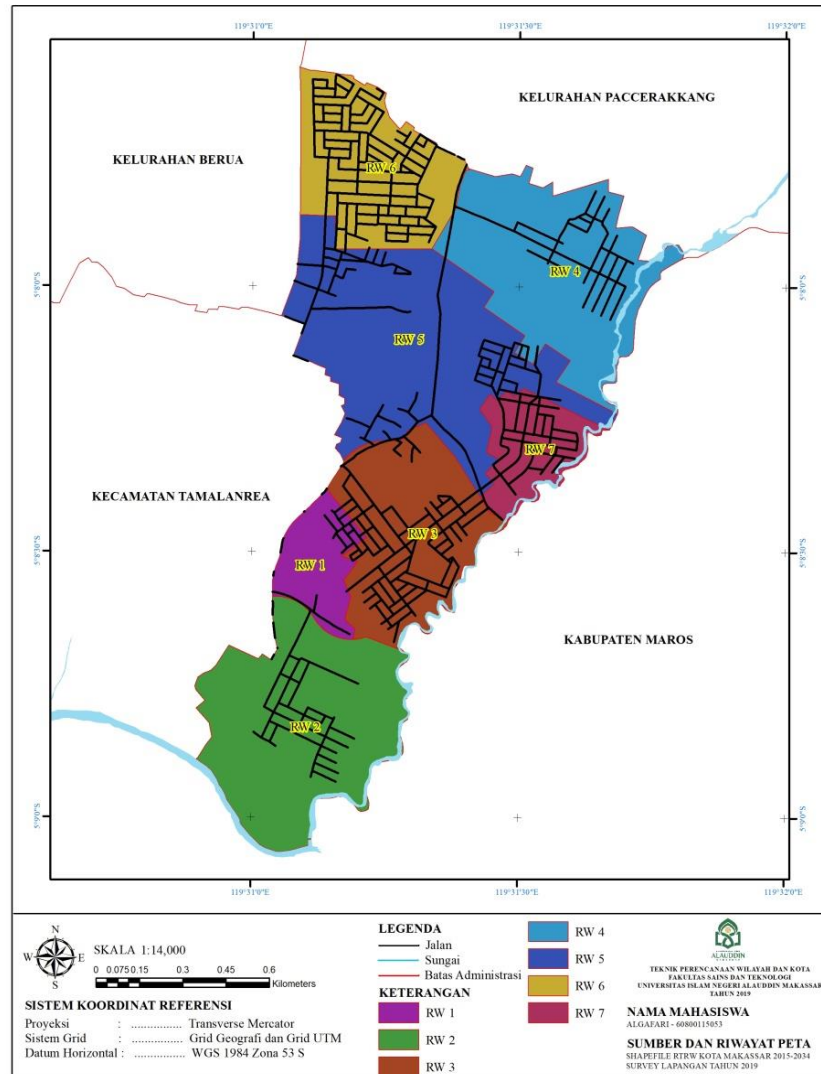 119°31'0"E 119°31'30"E 119°32'0"E
KELURAHAN PACCERAKKANG
KELURAHAN BERUA
RW 6
RW 4
5°8'0"S 5°8'0"S
RW 5
RW 7
KECAMATAN TAMALANREA
RW 3
5°8'30"S 5°8'30"S
RW 1
KABUPATEN MAROS
RW 2
5°9'0"S 5°9'0"S
119°31'0"E 119°31'30"E 119°32'0"E
N
W E
S
SKALA 1:14,000
0 0.075 0.15 0.3 0.45 0.6
Kilometers
SISTEM KOORDINAT REFERENSI
Proyeksi : ................ Transverse Mercator
Sistem Grid : ................ Grid Geografi dan Grid UTM
Datum Horizontal : ................ WGS 1984 Zona 53 S
LEGENDA
Jalan
Sungai
Batas Administrasi
KETERANGAN
RW 1
RW 2
RW 3
RW 4
RW 5
RW 6
RW 7
ALAUDDIN
TEKNIK PERENCANAAN WILAYAH DAN KOTA
FAKULTAS SAINS DAN TEKNOLOGI
UNIVERSITAS ISLAM NEGERI ALAUDDIN MAKASSAR
TAHUN 2019
NAMA MAHASISWA
ALGAFARI - 60800115053
SUMBER DAN RIWAYAT PETA
SHAPEFILE RTRW KOTA MAKASSAR 2015-2034
SURVEY LAPANGAN TAHUN 2019